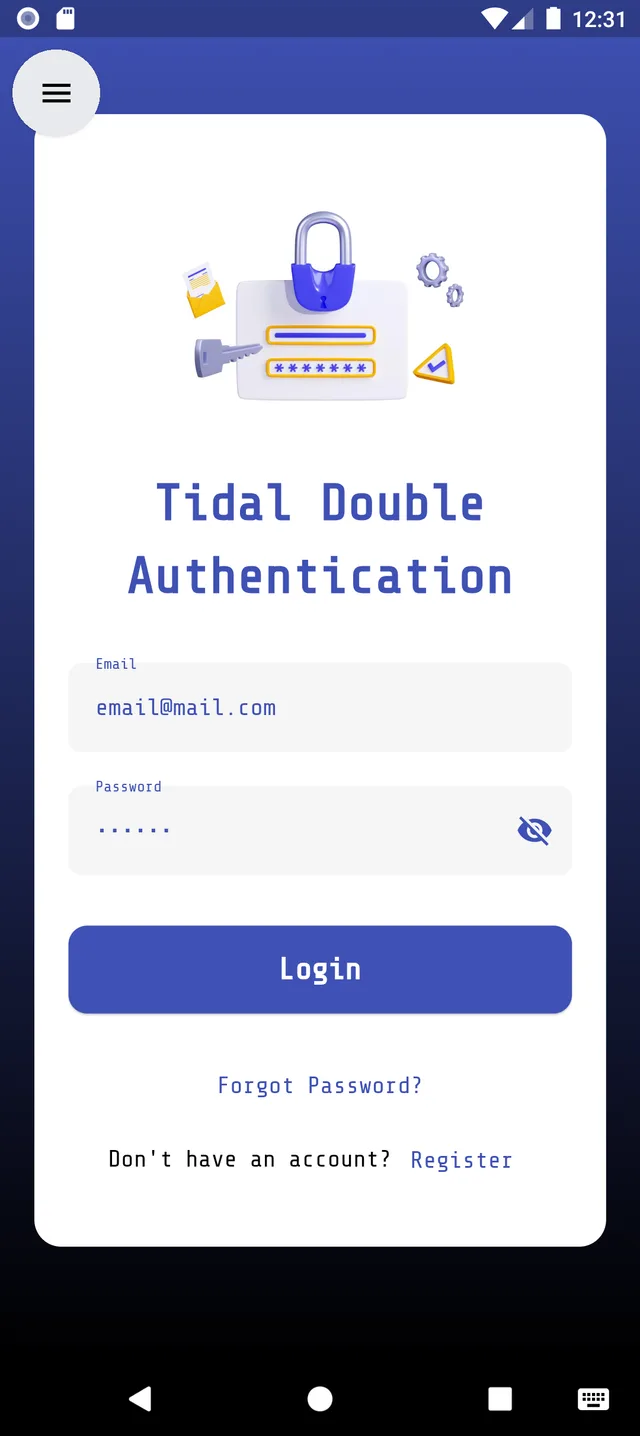 12:31
Tidal Double
Authentication
Email
email@mail.com
Password
······
Login
Forgot Password?
Don't have an account? Register